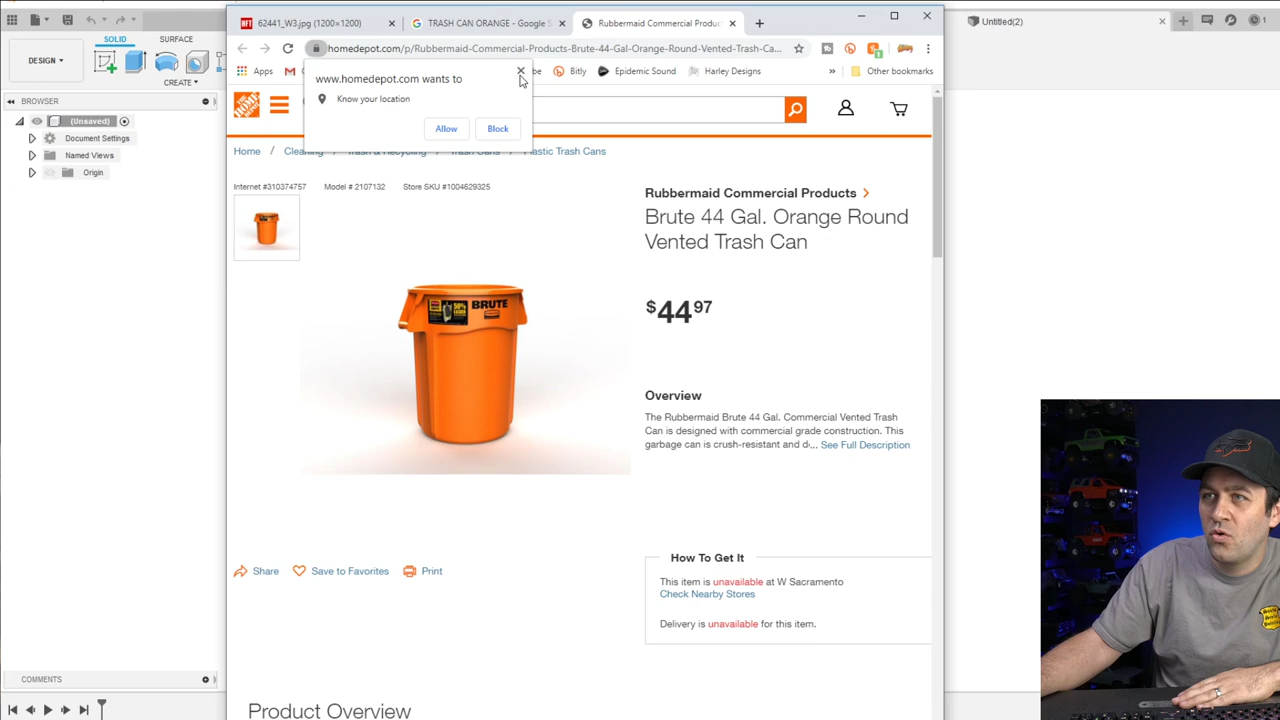 62441_W3.jpg (1200×1200)
TRASH CAN ORANGE - Google S
Rubbermaid Commercial Produc
Untitled(2)
homedepot.com/p/Rubbermaid-Commercial-Products-Brute-44-Gal-Orange-Round-Vented-Trash-Ca...
SOLID
SURFACE
DESIGN
CREATE
Apps
Bitly
Epidemic Sound
Harley Designs
Other bookmarks
www.homedepot.com wants to
Know your location
Allow
Block
BROWSER
(Unsaved)
Document Settings
Named Views
Origin
Home / Cleaning / Trash & Recycling / Trash Cans / Plastic Trash Cans
Internet #310374757 Model # 2107132 Store SKU #1004629325
Rubbermaid Commercial Products
Brute 44 Gal. Orange Round
Vented Trash Can
$44 97
BRUTE
Overview
The Rubbermaid Brute 44 Gal. Commercial Vented Trash
Can is designed with commercial grade construction. This
garbage can is crush-resistant and d... See Full Description
How To Get It
Share
Save to Favorites
Print
This item is unavailable at W Sacramento
Check Nearby Stores
Delivery is unavailable for this item.
COMMENTS
Product Overview